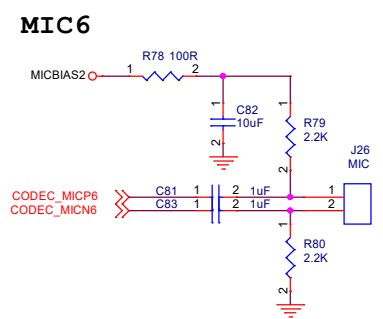 MIC6
R78 100R
MICBIAS2 1 2
C82
10uF
1
2
R79
2.2K
1
2
J26
MIC
CODEC_MICP6 C81 1 2 1uF 1
CODEC_MICN6 C83 1 2 1uF 2
R80
2.2K
1
2